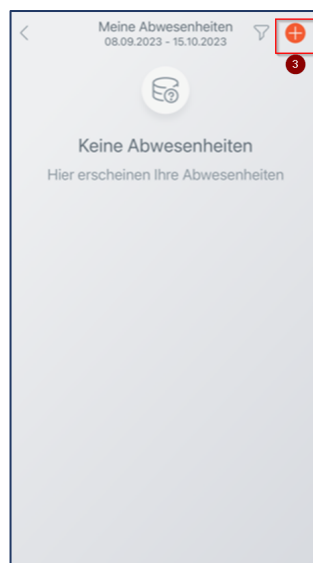 Meine Abwesenheiten
08.09.2023 - 15.10.2023
3
Keine Abwesenheiten
Hier erscheinen Ihre Abwesenheiten